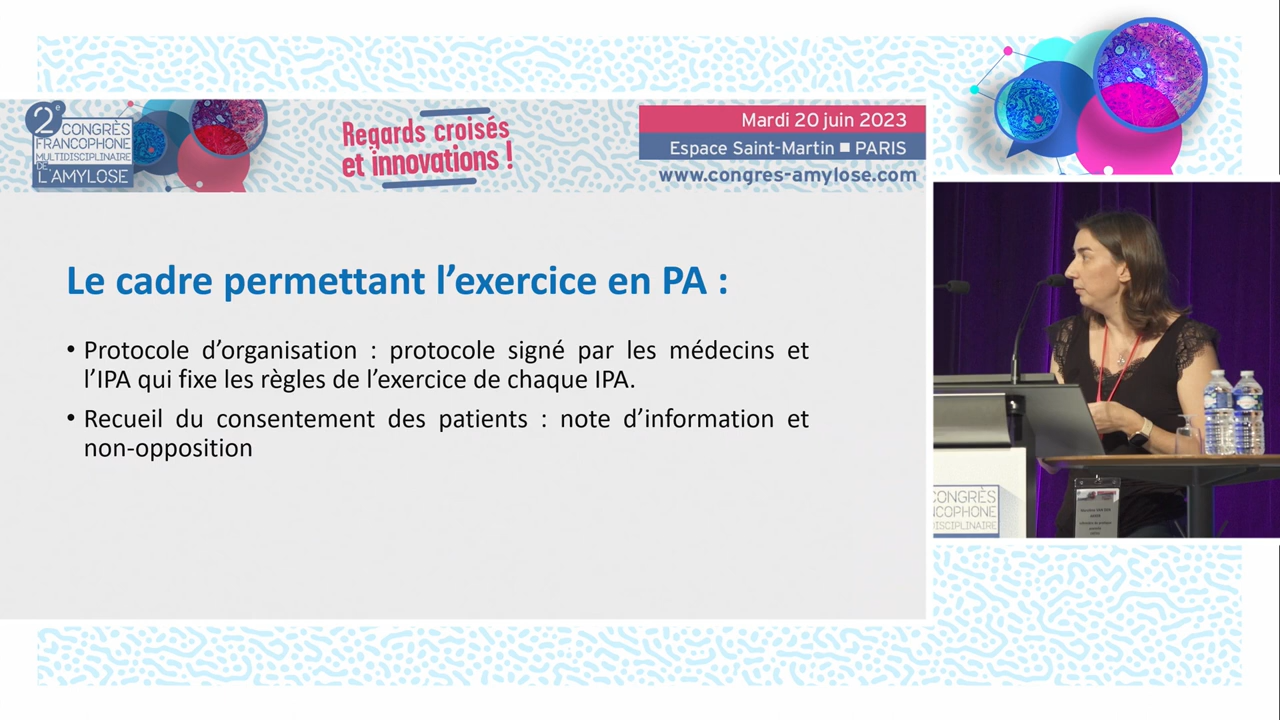 2e
CONGRÈS
FRANCOPHONE
MULTIDISCIPLINAIRE
DE
L'AMYLOSE
Regards croisés
et innovations !
Mardi 20 juin 2023
Espace Saint-Martin ■ PARIS
www.congres-amylose.com
Le cadre permettant l'exercice en PA :
• Protocole d'organisation : protocole signé par les médecins et
l'IPA qui fixe les règles de l'exercice de chaque IPA.
• Recueil du consentement des patients : note d'information et
non-opposition
CONGRÈS
NCOPHONE
DISCIPLINAIRE